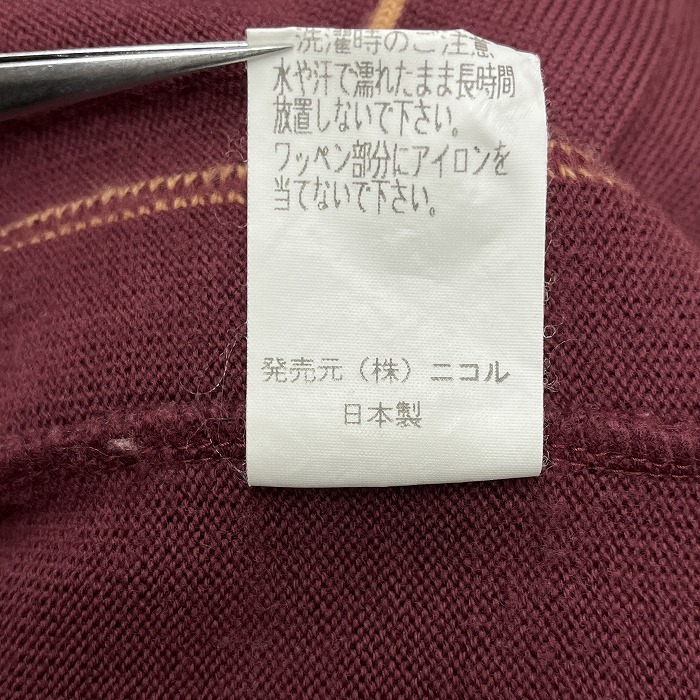 洗濯時のご注意
水や汗で濡れたまま長時間
放置しないで下さい。
ワッペン部分にアイロンを
当てないで下さい。
発売元(株)ニコル
日本製